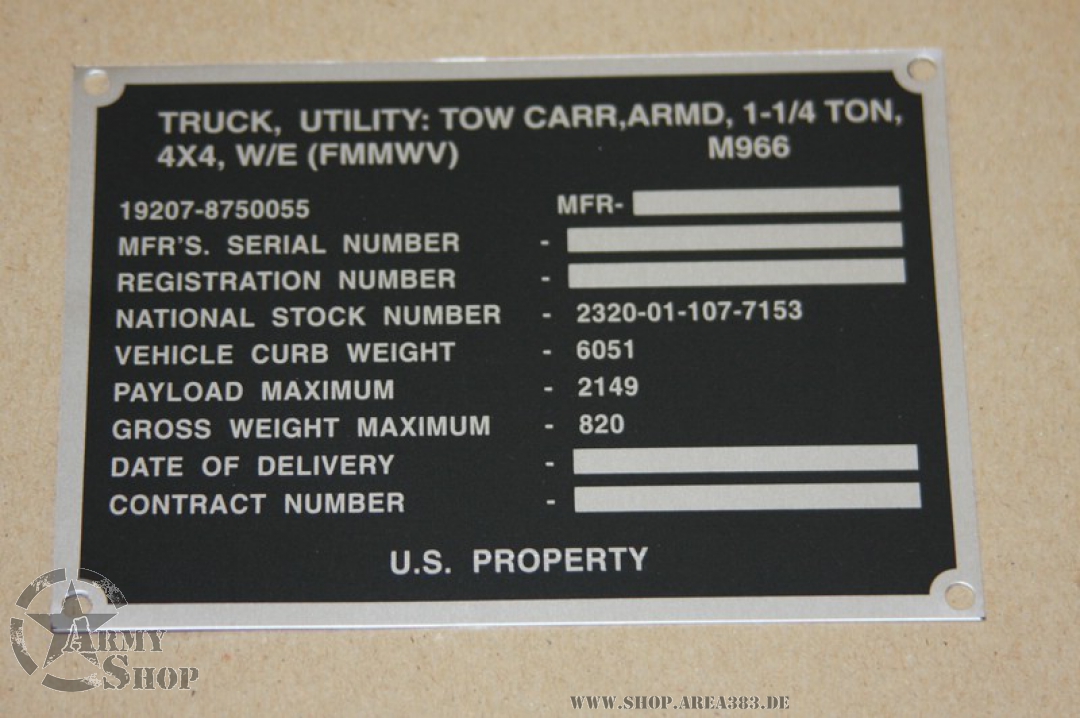 TRUCK, UTILITY: TOW CARR,ARMD, 1-1/4 TON,
4X4, W/E (FMMWV) M966
19207-8750055 MFR-
MFR'S. SERIAL NUMBER -
REGISTRATION NUMBER -
NATIONAL STOCK NUMBER - 2320-01-107-7153
VEHICLE CURB WEIGHT - 6051
PAYLOAD MAXIMUM - 2149
GROSS WEIGHT MAXIMUM - 820
DATE OF DELIVERY -
CONTRACT NUMBER -
U.S. PROPERTY
ARMY
SHOP
WWW.SHOP.AREA383.DE